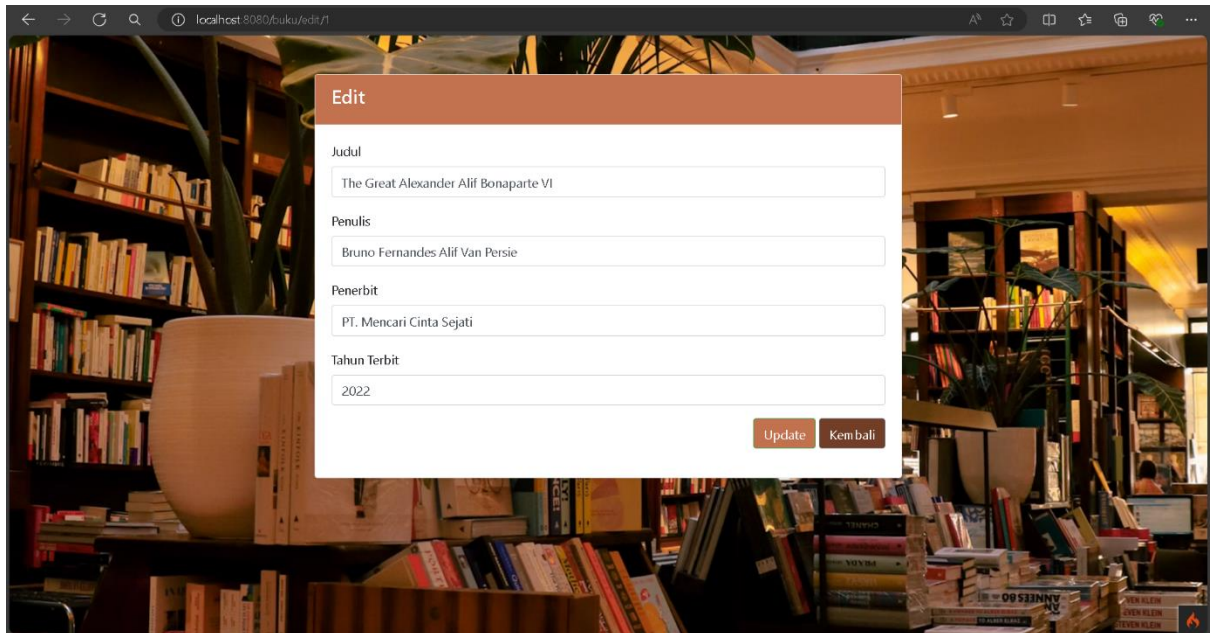 localhost:8080/buku/edit/1
Edit
Judul
The Great Alexander Alif Bonaparte VI
Penulis
Bruno Fernandes Alif Van Persie
Penerbit
PT. Mencari Cinta Sejati
Tahun Terbit
2022
Update Kembali